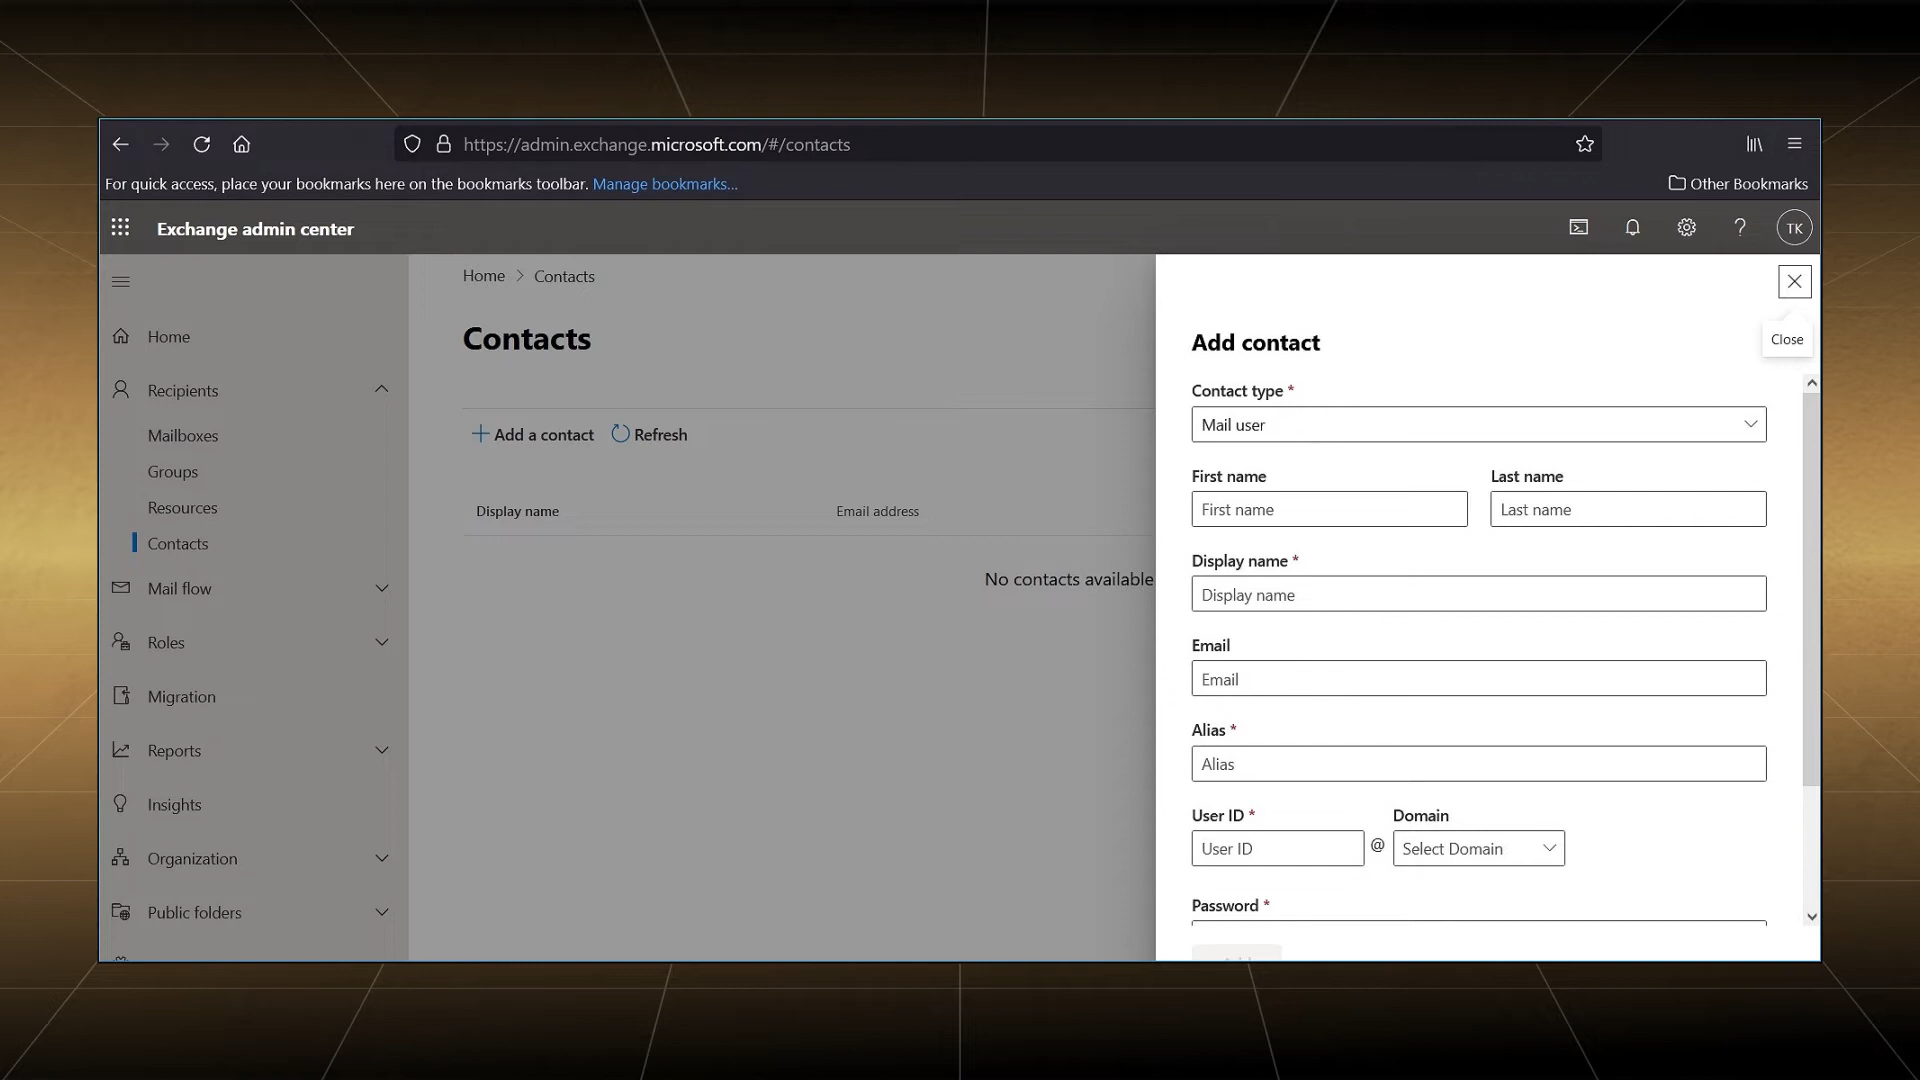 https://admin.exchange.microsoft.com/#/contacts
For quick access, place your bookmarks here on the bookmarks toolbar. Manage bookmarks...
Other Bookmarks
Exchange admin center
TK
Home
Recipients
Mailboxes
Groups
Resources
Contacts
Mail flow
Roles
Migration
Reports
Insights
Organization
Public folders
Home > Contacts
Contacts
Add a contact
Refresh
Display name
Email address
No contacts available
Close
Add contact
Contact type *
Mail user
First name
Last name
First name
Last name
Display name *
Display name
Email
Email
Alias *
Alias
User ID *
Domain
User ID
@
Select Domain
Password *